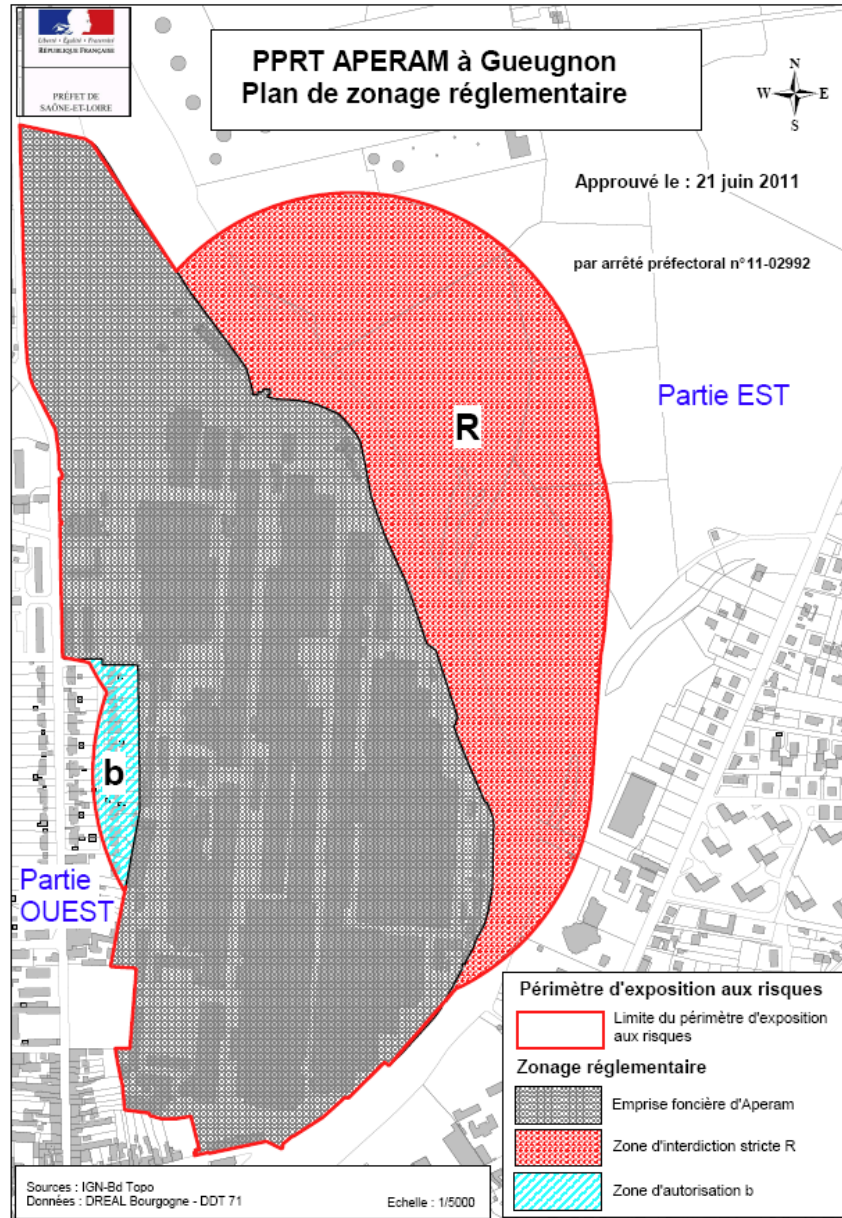 Liberté • Égalité • Fraternité
RÉPUBLIQUE FRANÇAISE
PRÉFET DE
SAÔNE-ET-LOIRE
PPRT APERAM à Gueugnon
Plan de zonage réglementaire
N
W E
S
Approuvé le : 21 juin 2011
par arrêté préfectoral n°11-02992
Partie EST
R
b
Partie
OUEST
Périmètre d'exposition aux risques
Limite du périmètre d'exposition
aux risques
Zonage réglementaire
Emprise foncière d'Aperam
Zone d'interdiction stricte R
Zone d'autorisation b
Sources : IGN-Bd Topo
Données : DREAL Bourgogne - DDT 71
Echelle : 1/5000